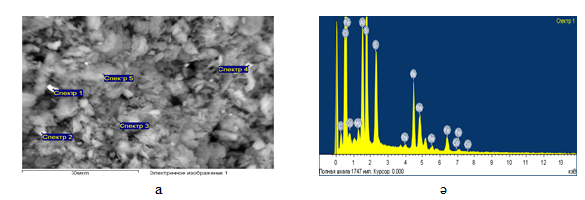 Спектр 5
Спектр 4
Спектр 1
Спектр 3
Спектр 2
30мкм
Электронное изображение 1
а
Спектр 1
0 1 2 3 4 5 6 7 8 9 10 11 12 13
Полная шкала 1747 имп. Курсор: 0.000
кэВ
ә